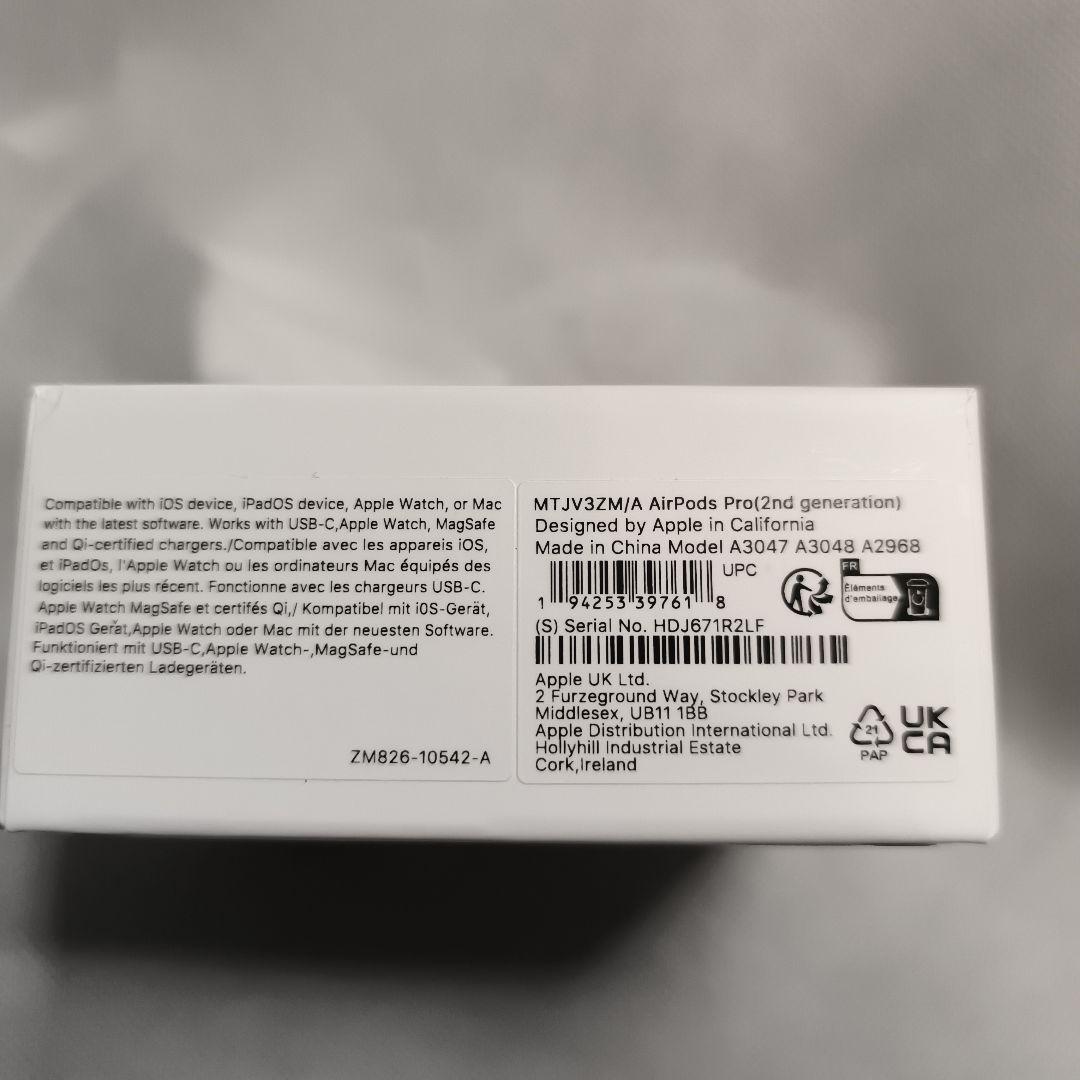 Compatible with iOS device, iPadOS device, Apple Watch, or Mac
with the latest software. Works with USB-C,Apple Watch, MagSafe
and Qi-certified chargers./Compatible avec les appareis iOS,
et iPadOs, l'Apple Watch ou les ordinateurs Mac équipés des
logiciels les plus récent. Fonctionne avec les chargeurs USB-C.
Apple Watch MagSafe et certifés Qi,/ Kompatibel mit iOS-Gerät,
iPadOS Gerät,Apple Watch oder Mac mit der neuesten Software.
Funktioniert mit USB-C,Apple Watch-,MagSafe-und
Qi-zertifizierten Ladegeräten.
ZM826-10542-A
MTJV3ZM/A AirPods Pro(2nd generation)
Designed by Apple in California
Made in China Model A3047 A3048 A2968
UPC
1 94253 39761 8
FR
Éléments
d'emballage
(S) Serial No. HDJ671R2LF
Apple UK Ltd.
2 Furzeground Way, Stockley Park
Middlesex, UB11 1BB
Apple Distribution International Ltd.
Hollyhill Industrial Estate
Cork,Ireland
21
PAP
UK
CA